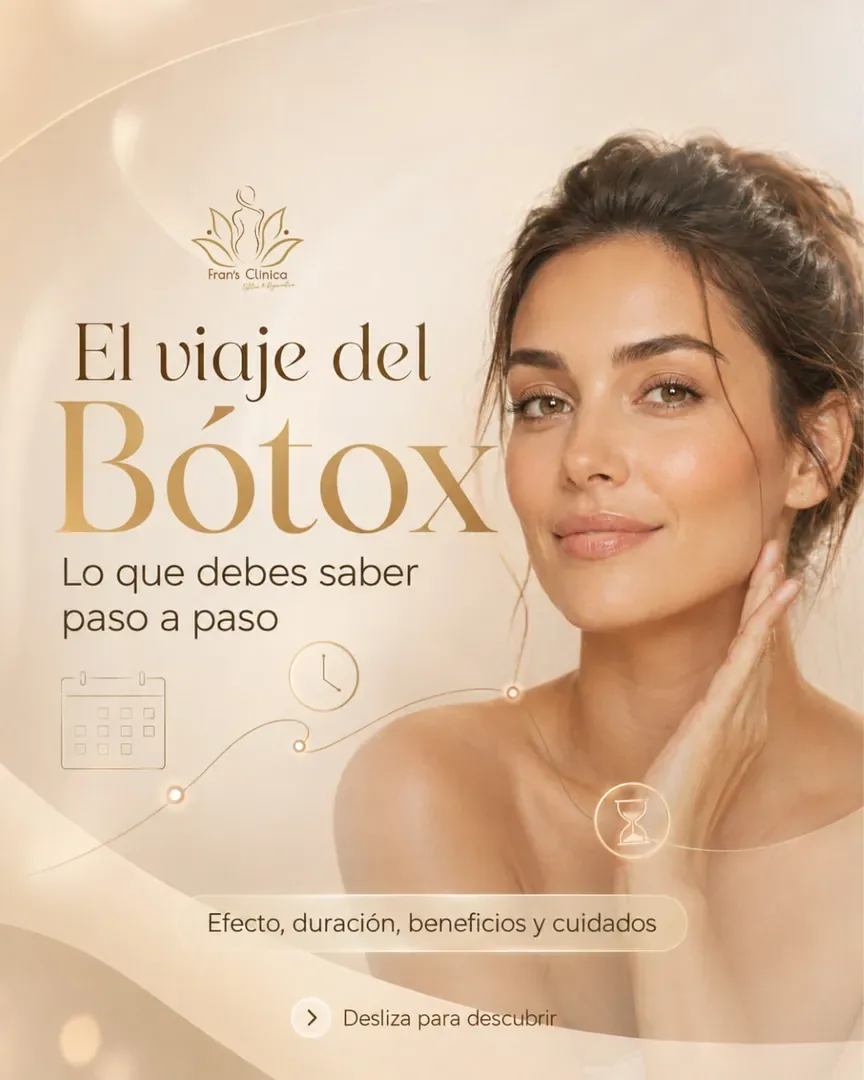 Fran's Clinica
El viaje del
Bótox
Lo que debes saber
paso a paso
Efecto, duración, beneficios y cuidados
Desliza para descubrir